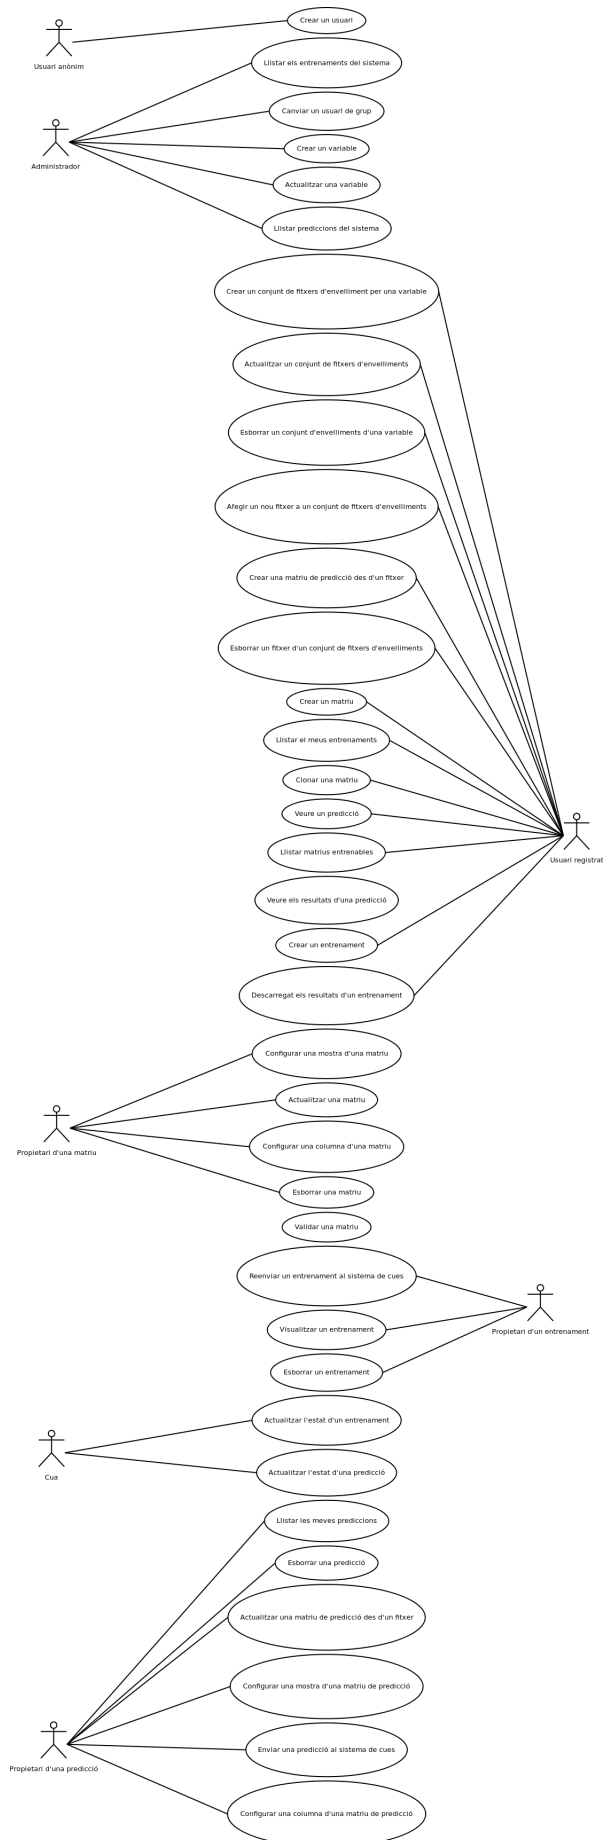 Crear un usuari
Usuari anònim
Llistar els entrenaments del sistema
Canviar un usuari de grup
Crear un variable
Administrador
Actualitzar una variable
Llistar prediccions del sistema
Crear un conjunt de fitxers d'envelliment per una variable
Actualitzar un conjunt de fitxers d'envelliments
Esborrar un conjunt d'envelliments d'una variable
Afegir un nou fitxer a un conjunt de fitxers d'envelliments
Crear una matriu de predicció des d'un fitxer
Esborrar un fitxer d'un conjunt de fitxers d'envelliments
Crear un matriu
Llistar el meus entrenaments
Clonar una matriu
Veure un predicció
Llistar matrius entrenables
Usuari registrat
Veure els resultats d'una predicció
Crear un entrenament
Descarregat els resultats d'un entrenament
Configurar una mostra d'una matriu
Actualitzar una matriu
Configurar una columna d'una matriu
Propietari d'una matriu
Esborrar una matriu
Validar una matriu
Reenviar un entrenament al sistema de cues
Visualitzar un entrenament
Propietari d'un entrenament
Esborrar un entrenament
Actualitzar l'estat d'un entrenament
Actualitzar l'estat d'una predicció
Cua
Llistar les meves prediccions
Esborrar una predicció
Actualitzar una matriu de predicció des d'un fitxer
Configurar una mostra d'una matriu de predicció
Enviar una predicció al sistema de cues
Propietari d'una predicció
Configurar una columna d'una matriu de predicció